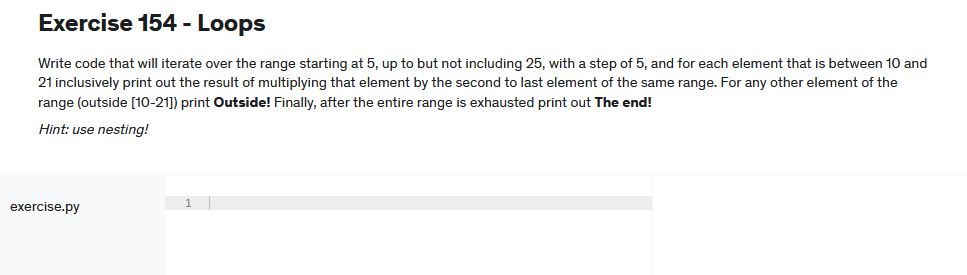 Exercise 154 - Loops
Write code that will iterate over the range starting at 5, up to but not including 25, with a step of 5, and for each element that is between 10 and
21 inclusively print out the result of multiplying that element by the second to last element of the same range. For any other element of the
range (outside [10-21]) print Outside! Finally, after the entire range is exhausted print out The end!
Hint: use nesting!
exercise.py
1